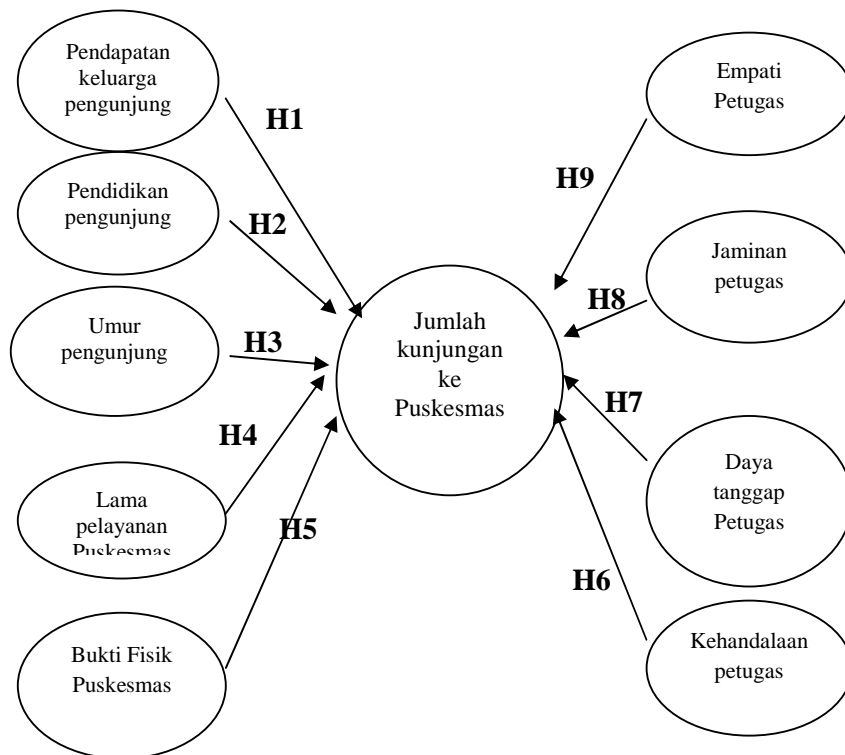 Pendapatan
keluarga
pengunjung
H1
Pendidikan
pengunjung
H2
Umur
pengunjung
H3
H4
Lama
pelayanan
Puskesmas
H5
Bukti Fisik
Puskesmas
Jumlah
kunjungan
ke
Puskesmas
Empati
Petugas
H9
Jaminan
petugas
H8
H7
Daya
tanggap
Petugas
H6
Kehandalaan
petugas